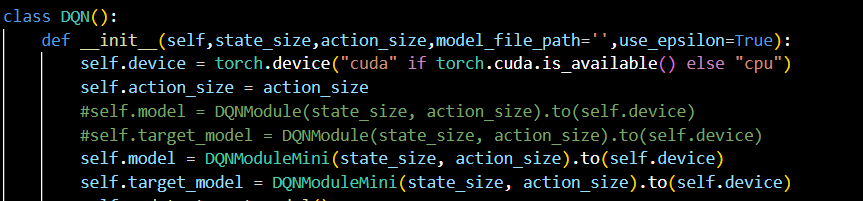 class DQN():
def __init__(self,state_size,action_size,model_file_path='',use_epsilon=True):
self.device = torch.device("cuda" if torch.cuda.is_available() else "cpu")
self.action_size = action_size
#self.model = DQNModule(state_size, action_size).to(self.device)
#self.target_model = DQNModule(state_size, action_size).to(self.device)
self.model = DQNModuleMini(state_size, action_size).to(self.device)
self.target_model = DQNModuleMini(state_size, action_size).to(self.device)